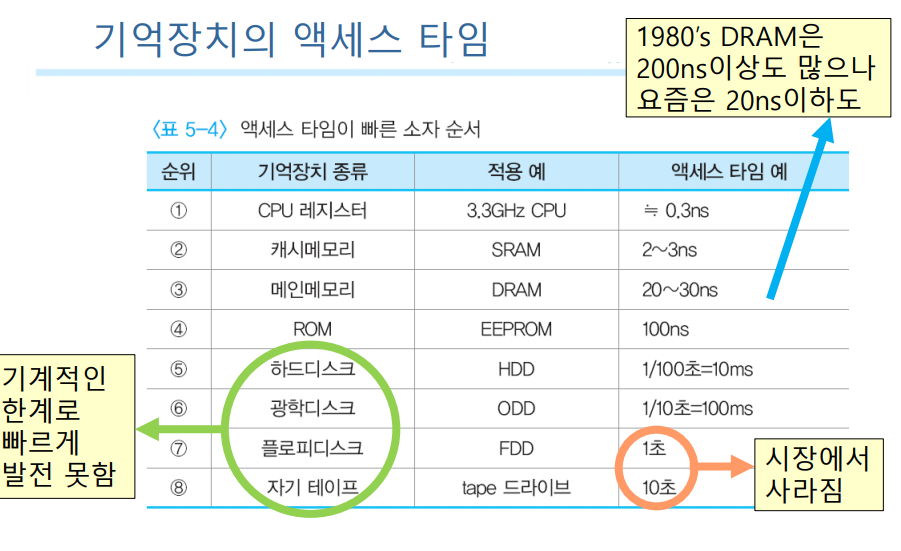 기억장치의 액세스 타임
1980’s DRAM은
200ns이상도 많으나
요즘은 20ns이하도
〈표 5-4〉 액세스 타임이 빠른 소자 순서
순위 기억장치 종류 적용 예 액세스 타임 예
① CPU 레지스터 3.3GHz CPU ≒ 0.3ns
② 캐시메모리 SRAM 2~3ns
③ 메인메모리 DRAM 20~30ns
④ ROM EEPROM 100ns
⑤ 하드디스크 HDD 1/100초=10ms
⑥ 광학디스크 ODD 1/10초=100ms
⑦ 플로피디스크 FDD 1초
⑧ 자기 테이프 tape 드라이브 10초
기계적인
한계로
빠르게
발전 못함
시장에서
사라짐